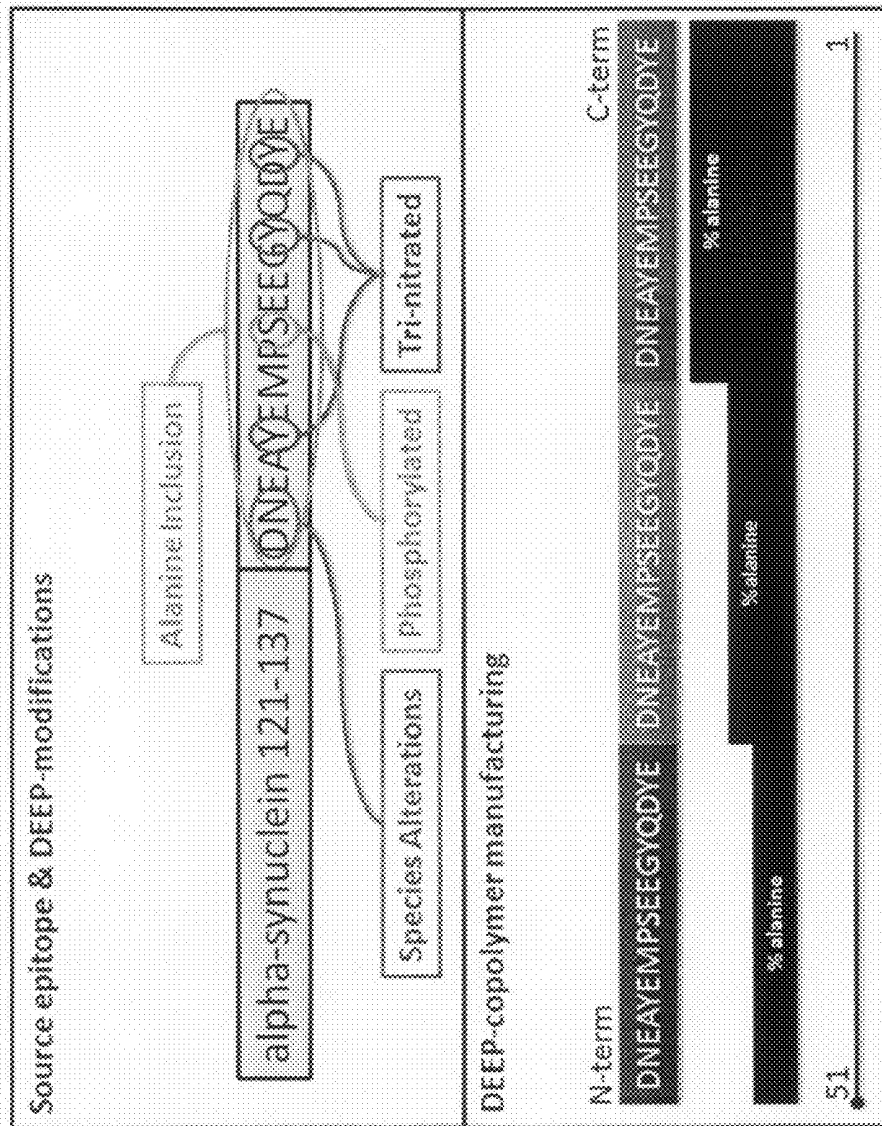 Source epitope & DEEP-modifications
Alanine Inclusion
alpha-synuclein 121-137 DNEAYEMPSEEGYQDYE
Species Alterations Phosphorylated Tri-nitrated
DEEP-copolymer manufacturing
N-term C-term
DNEAYEMPSEEGYQDYE DNEAYEMPSEEGYQDYE DNEAYEMPSEEGYQDYE
% alanine % alanine % alanine
51 1